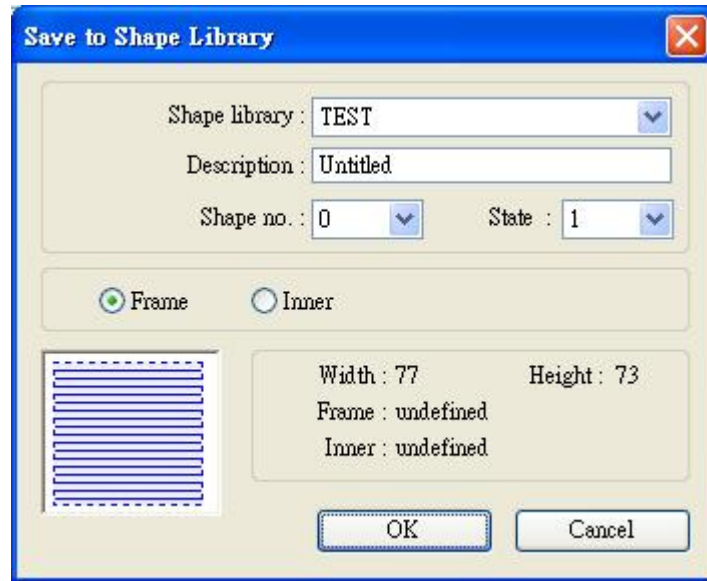 Save to Shape Library
Shape library : TEST
Description : Untitled
Shape no. : 0 State : 1
Frame Inner
Width : 77 Height : 73
Frame : undefined
Inner : undefined
OK Cancel